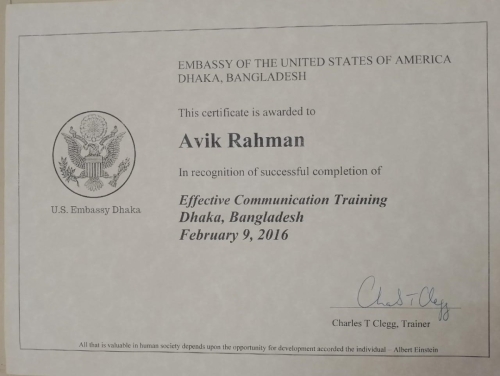 EMBASSY OF THE UNITED STATES OF AMERICA
DHAKA, BANGLADESH
This certificate is awarded to
Avik Rahman
In recognition of successful completion of
Effective Communication Training
Dhaka, Bangladesh
February 9, 2016
U.S. Embassy Dhaka
Chas T Clegg
Charles T Clegg, Trainer
All that is valuable in human society depends upon the opportunity for development accorded the individual – Albert Einstein